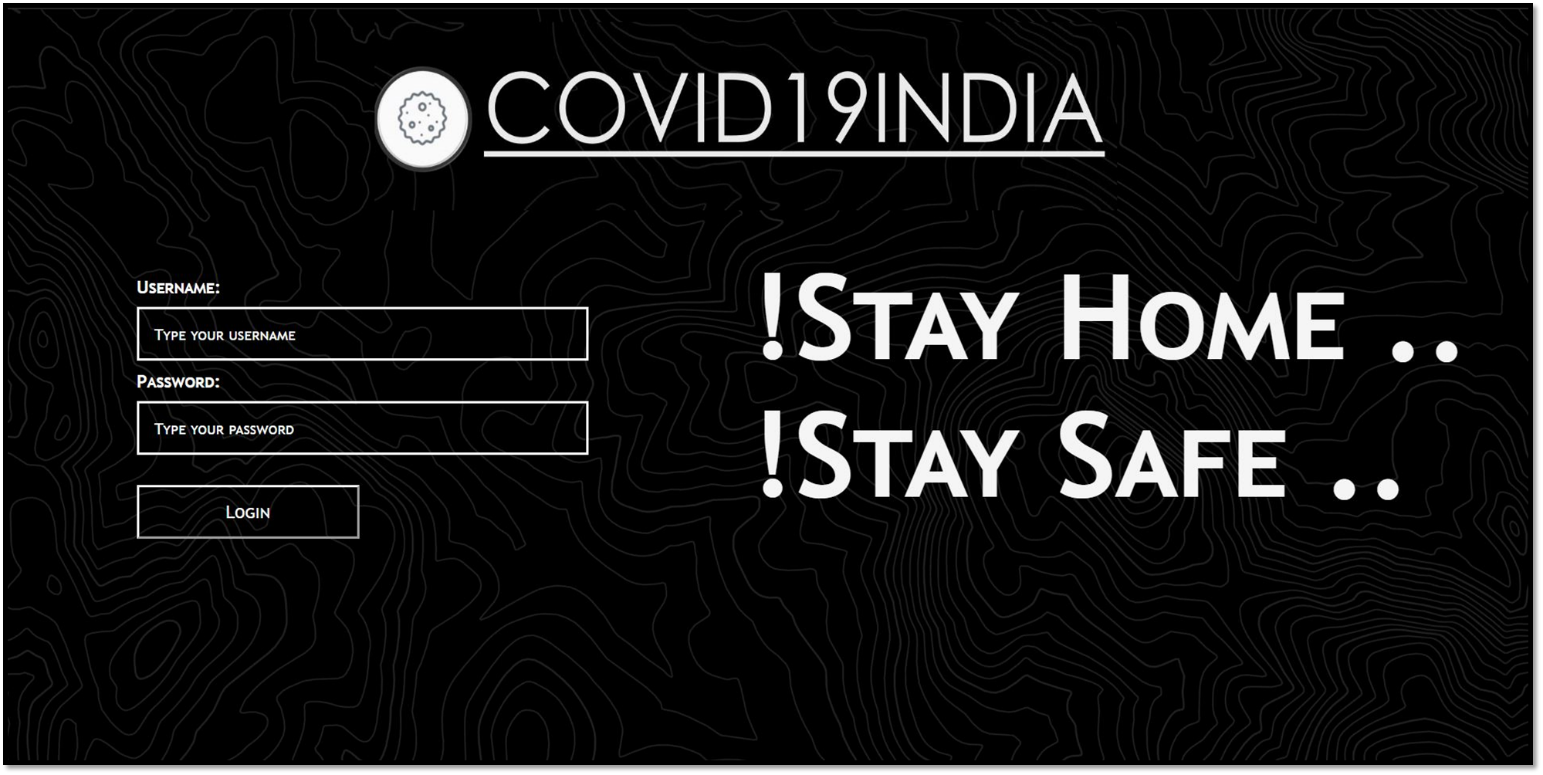 COVID19INDIA
Username:
Type your username
Password:
Type your password
Login
!Stay Home ..
!Stay Safe ..